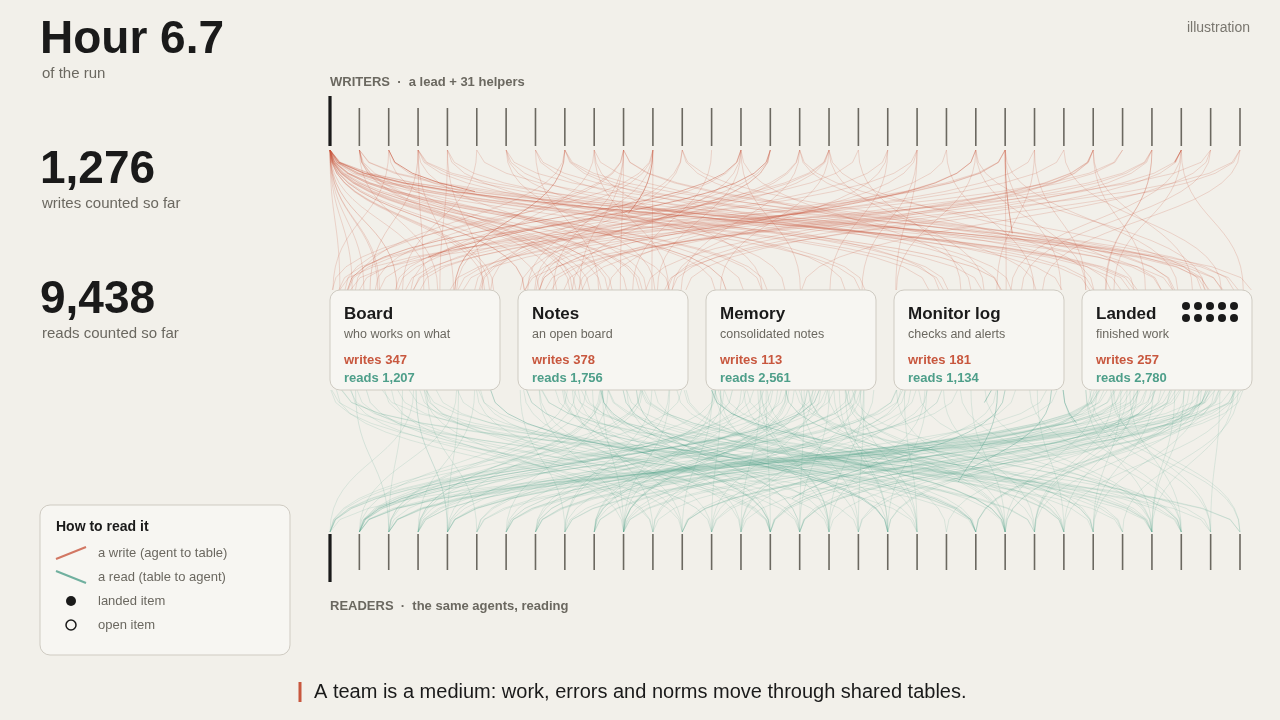 Hour 6.7
of the run
illustration
WRITERS · a lead + 31 helpers
1,276
writes counted so far
9,438
reads counted so far
Board
who works on what
writes 347
reads 1,207
Notes
an open board
writes 378
reads 1,756
Memory
consolidated notes
writes 113
reads 2,561
Monitor log
checks and alerts
writes 181
reads 1,134
Landed
finished work
writes 257
reads 2,780
How to read it
a write (agent to table)
a read (table to agent)
landed item
open item
READERS · the same agents, reading
A team is a medium: work, errors and norms move through shared tables.